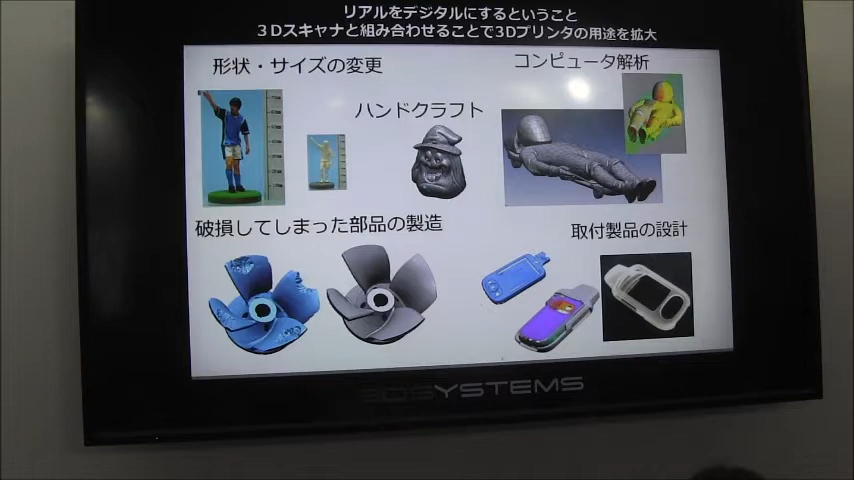 リアルをデジタルにするということ
3Dスキャナと組み合わせることで3Dプリンタの用途を拡大
形状・サイズの変更
コンピュータ解析
ハンドクラフト
破損してしまった部品の製造
取付製品の設計
3DSYSTEMS